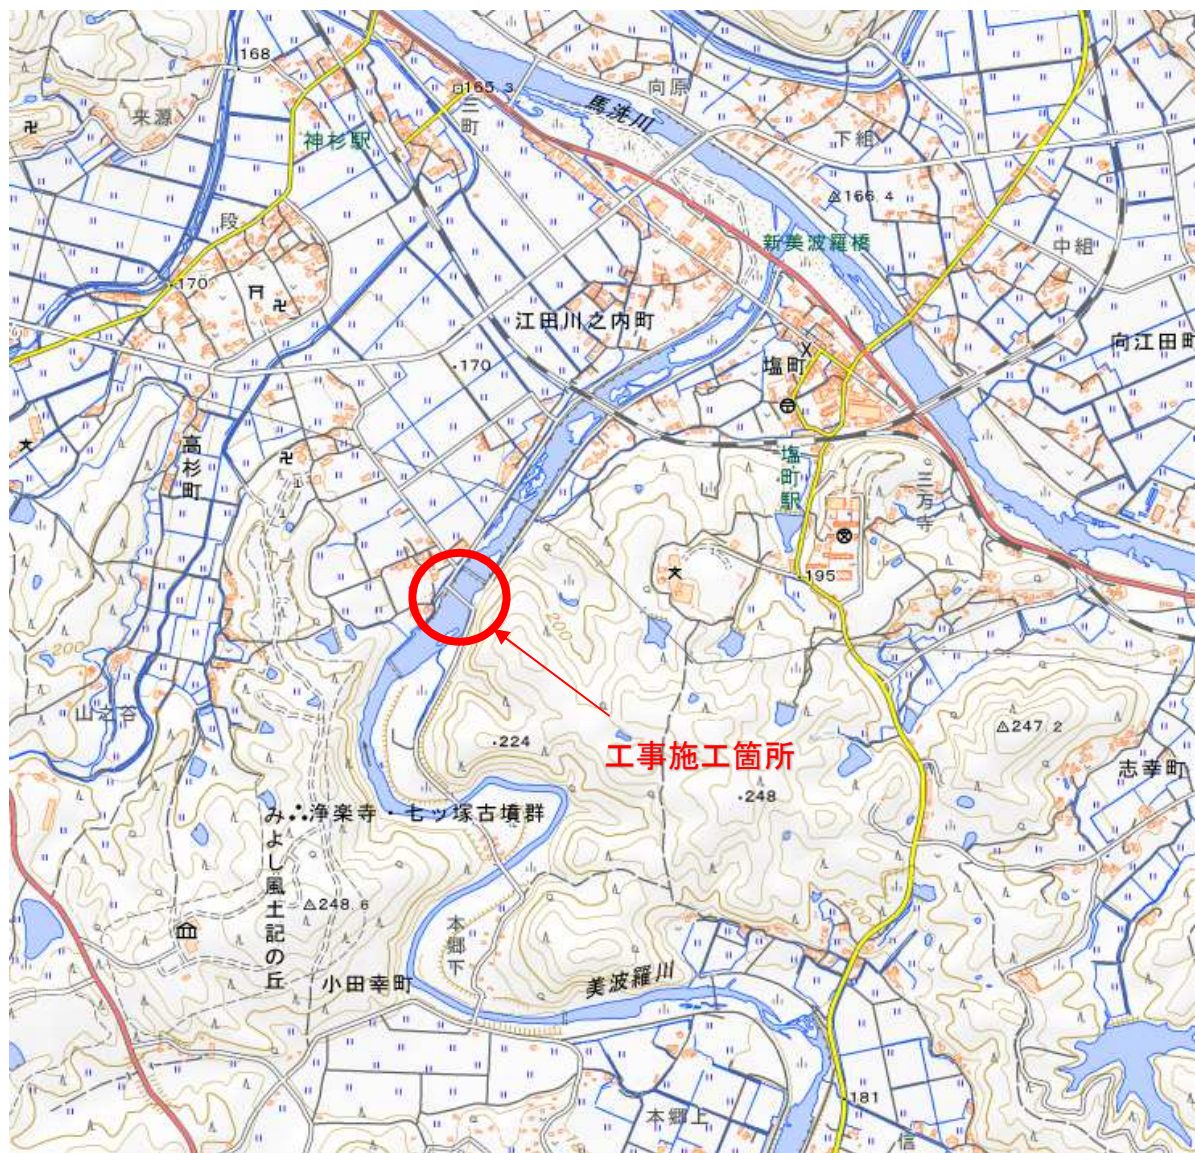 168
165.3
三町
向原
馬洗川
来源
神杉駅
下組
166.4
段
新美波羅橋
中組
170
江田川之内町
向江田町
170
塩町
高杉町
塩町駅
三万寺
195
200
200
山之谷
224
247.2
工事施工箇所
志幸町
248
浄楽寺・七ッ塚古墳群
みよし風土記の丘
248.6
200
本郷下
小田幸町
美波羅川
181
本郷上
信